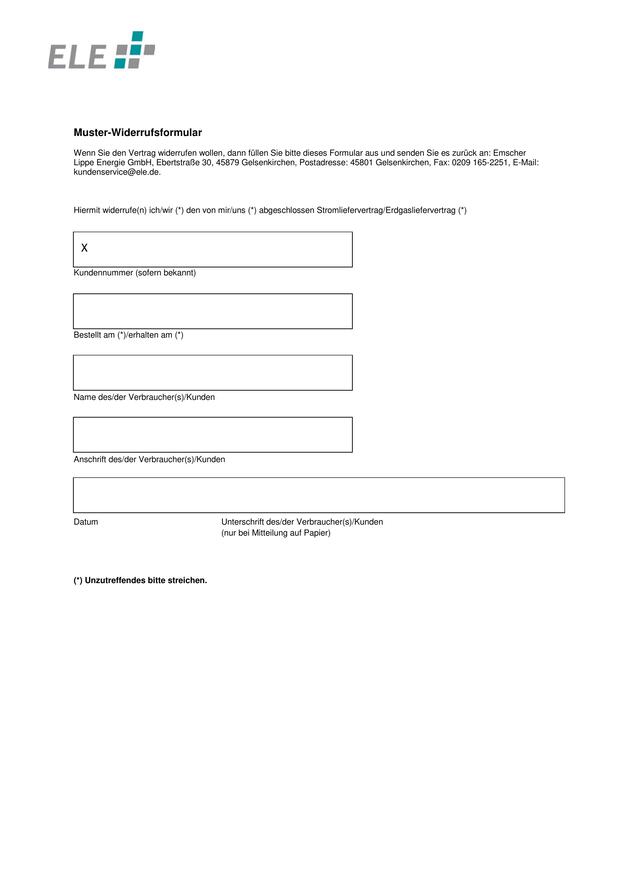 ELE
Muster-Widerrufsformular
Wenn Sie den Vertrag widerrufen wollen, dann füllen Sie bitte dieses Formular aus und senden Sie es zurück an: Emscher
Lippe Energie GmbH, Ebertstraße 30, 45879 Gelsenkirchen, Postadresse: 45801 Gelsenkirchen, Fax: 0209 165-2251, E-Mail:
kundenservice@ele.de.
Hiermit widerrufe(n) ich/wir (*) den von mir/uns (*) abgeschlossen Stromliefervertrag/Erdgasliefervertrag (*)
X
Kundennummer (sofern bekannt)
Bestellt am (*)/erhalten am (*)
Name des/der Verbraucher(s)/Kunden
Anschrift des/der Verbraucher(s)/Kunden
Datum Unterschrift des/der Verbraucher(s)/Kunden
(nur bei Mitteilung auf Papier)
(*) Unzutreffendes bitte streichen.